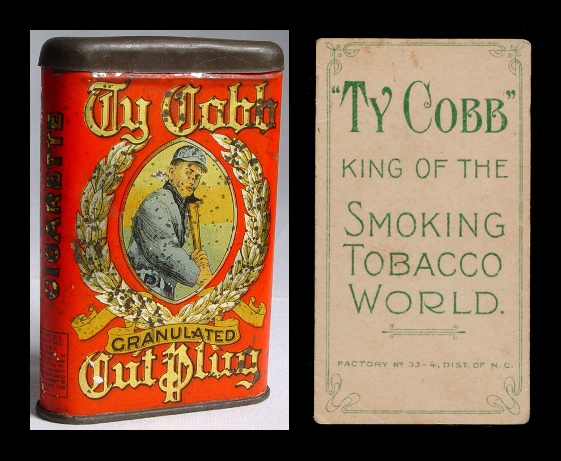 Ty Cobb
CIGARETTE
GRANULATED
Cut Plug
"TY COBB"
KING OF THE
SMOKING
TOBACCO
WORLD.
FACTORY Nº 33-4, DIST. OF N.C.